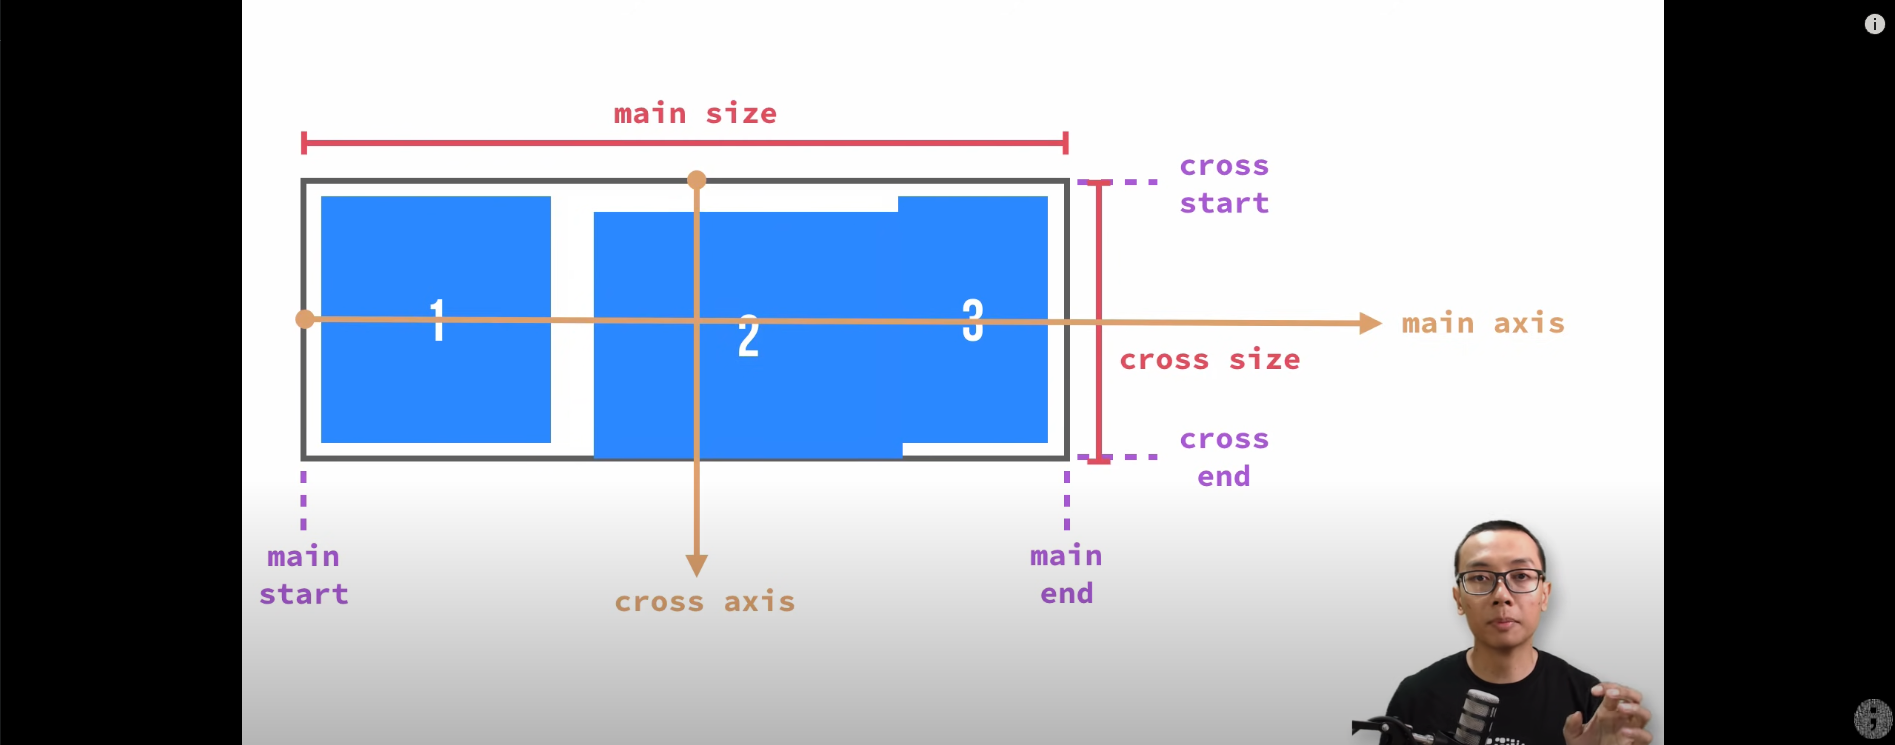 main size
cross
start
1
2
3
main axis
cross size
cross
end
main
start
cross axis
main
end